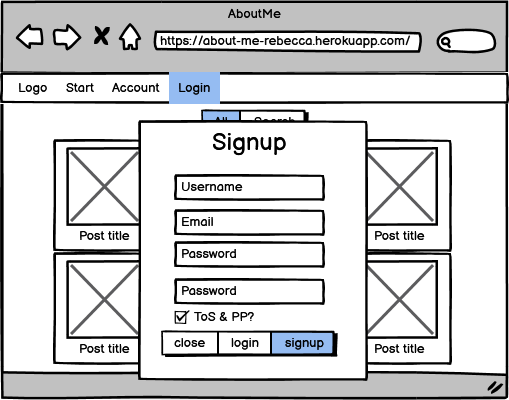 AboutMe
https://about-me-rebecca.herokuapp.com/
Logo Start Account Login
All Search
Signup
Username
Email
Password
Password
ToS & PP?
close login signup
Post title Post title
Post title Post title